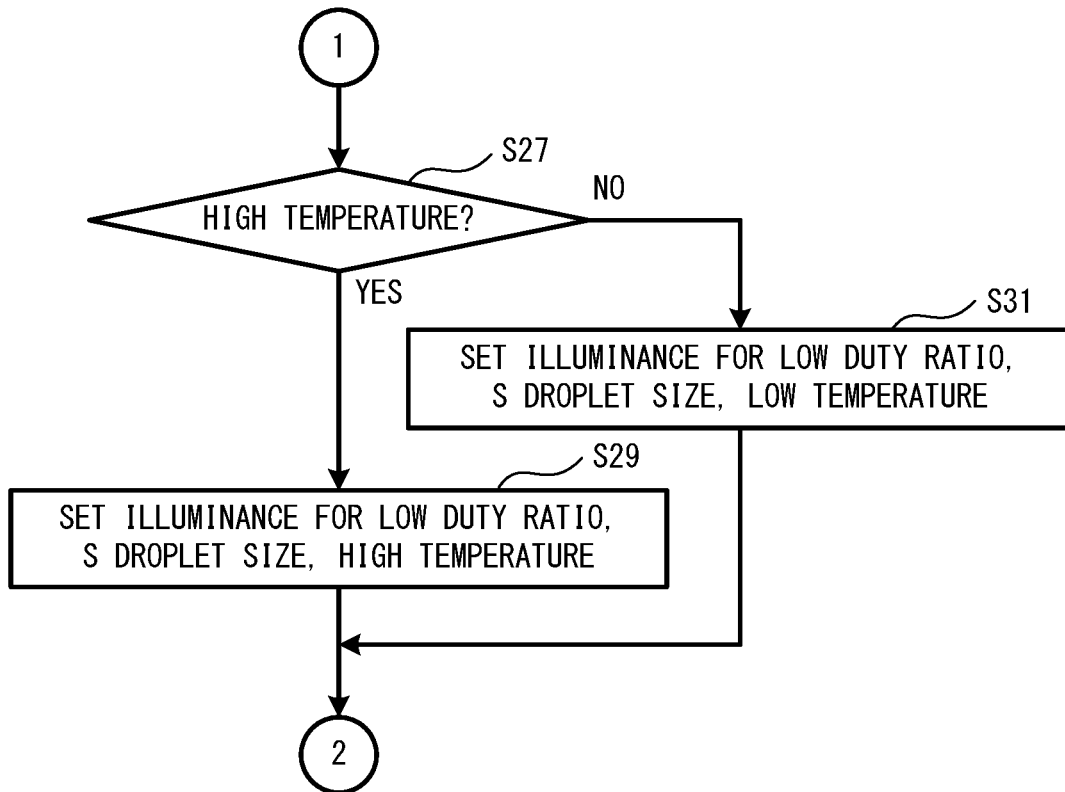 1
S27
HIGH TEMPERATURE?
NO
YES
S31
SET ILLUMINANCE FOR LOW DUTY RATIO,
S DROPLET SIZE, LOW TEMPERATURE
S29
SET ILLUMINANCE FOR LOW DUTY RATIO,
S DROPLET SIZE, HIGH TEMPERATURE
2